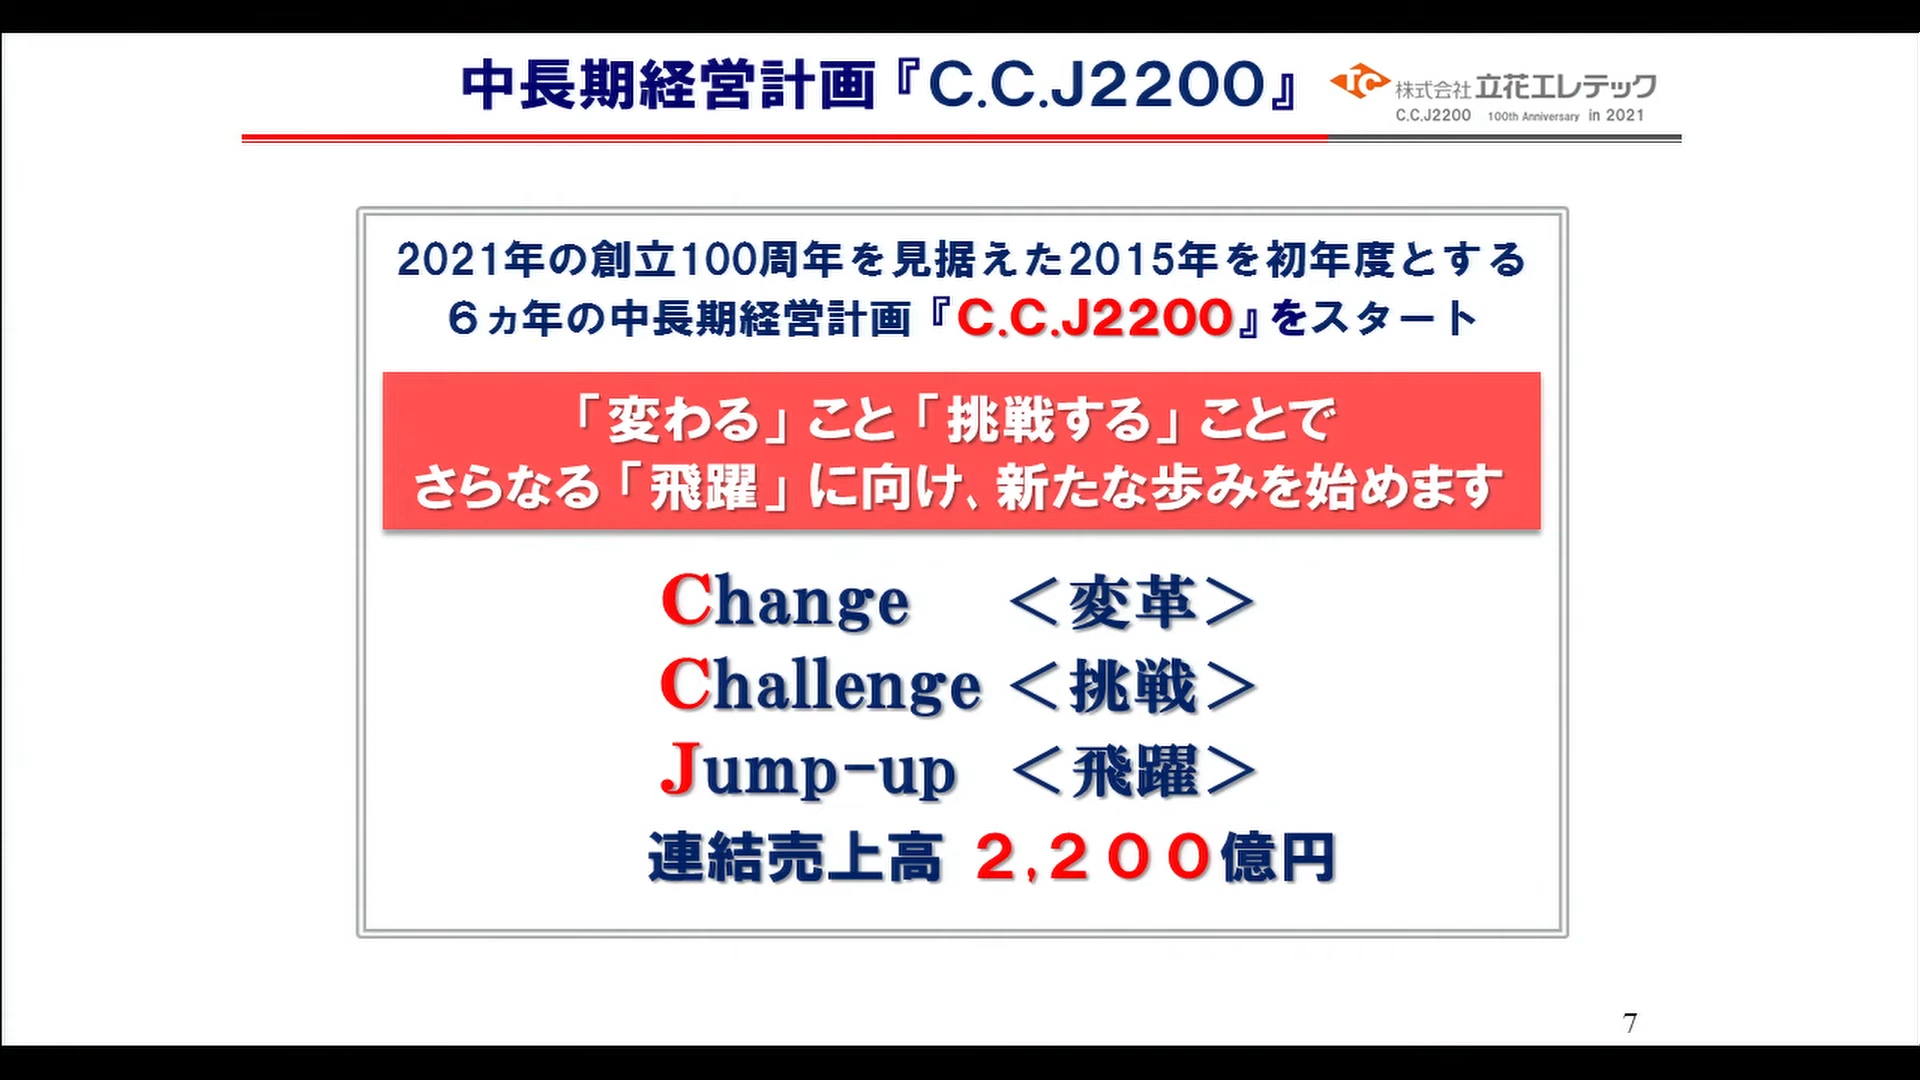 中長期経営計画『C.C.J2200』
TC 株式会社 立花エレテック
C.C.J2200 100th Anniversary in 2021
2021年の創立100周年を見据えた2015年を初年度とする
６ヵ年の中長期経営計画『C.C.J2200』をスタート
「変わる」こと「挑戦する」ことで
さらなる「飛躍」に向け、新たな歩みを始めます
Change ＜変革＞
Challenge ＜挑戦＞
Jump-up ＜飛躍＞
連結売上高 ２,２００億円
7